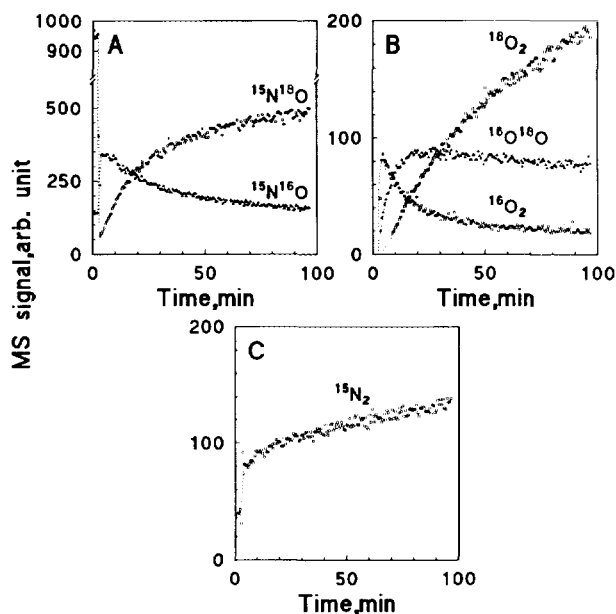 MS signal,arb. unit
A
1000
900
500
250
0
¹⁵N¹⁸O
¹⁵N¹⁶O
0 50 100
Time,min
B
200
100
0
¹⁸O₂
¹⁶O¹⁸O
¹⁶O₂
0 50 100
Time,min
C
200
100
0
¹⁵N₂
0 50 100
Time,min